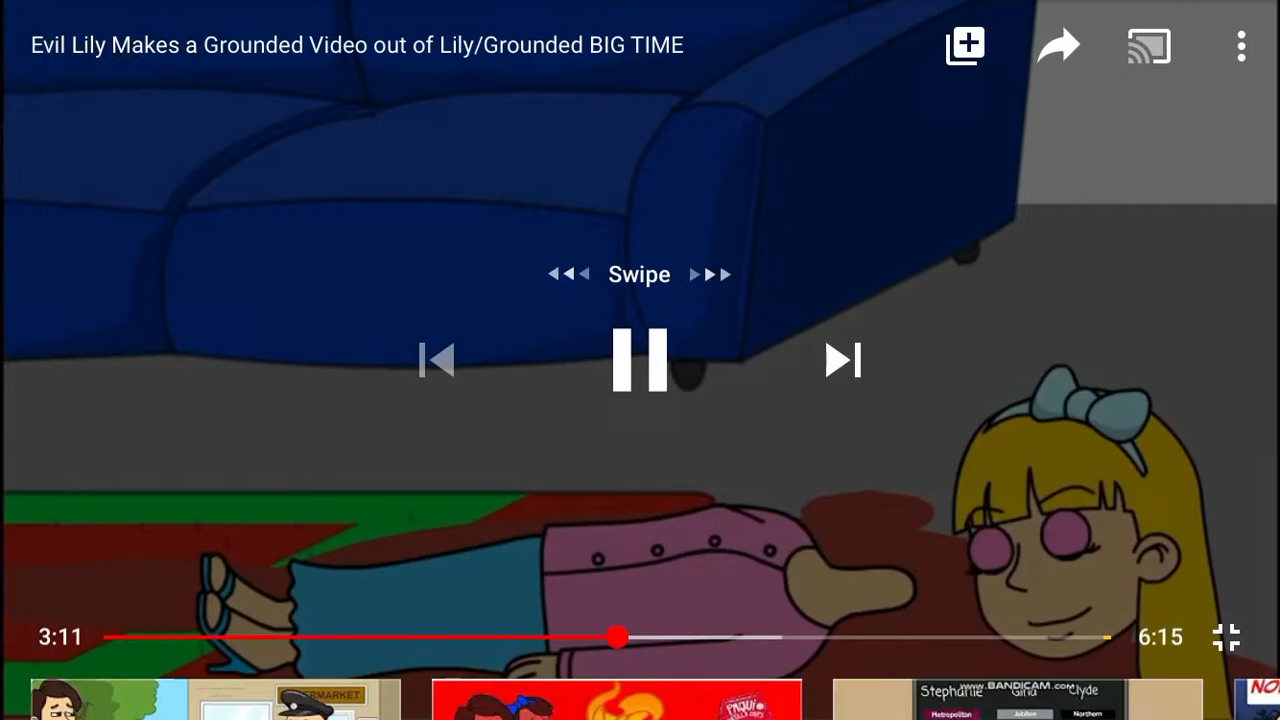 Evil Lily Makes a Grounded Video out of Lily/Grounded BIG TIME
Swipe
3:11
6:15
ERMARKET
PAQUI
www.BANDICAM.com
Stephanie Gina Clyde
Metropolitan Jubilee Northern
NO